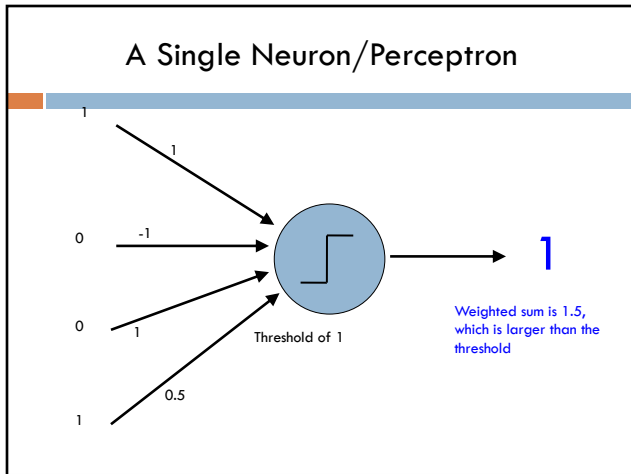 A Single Neuron/Perceptron
1
1
0
-1
0
1
1
0.5
Threshold of 1
1
Weighted sum is 1.5,
which is larger than the
threshold